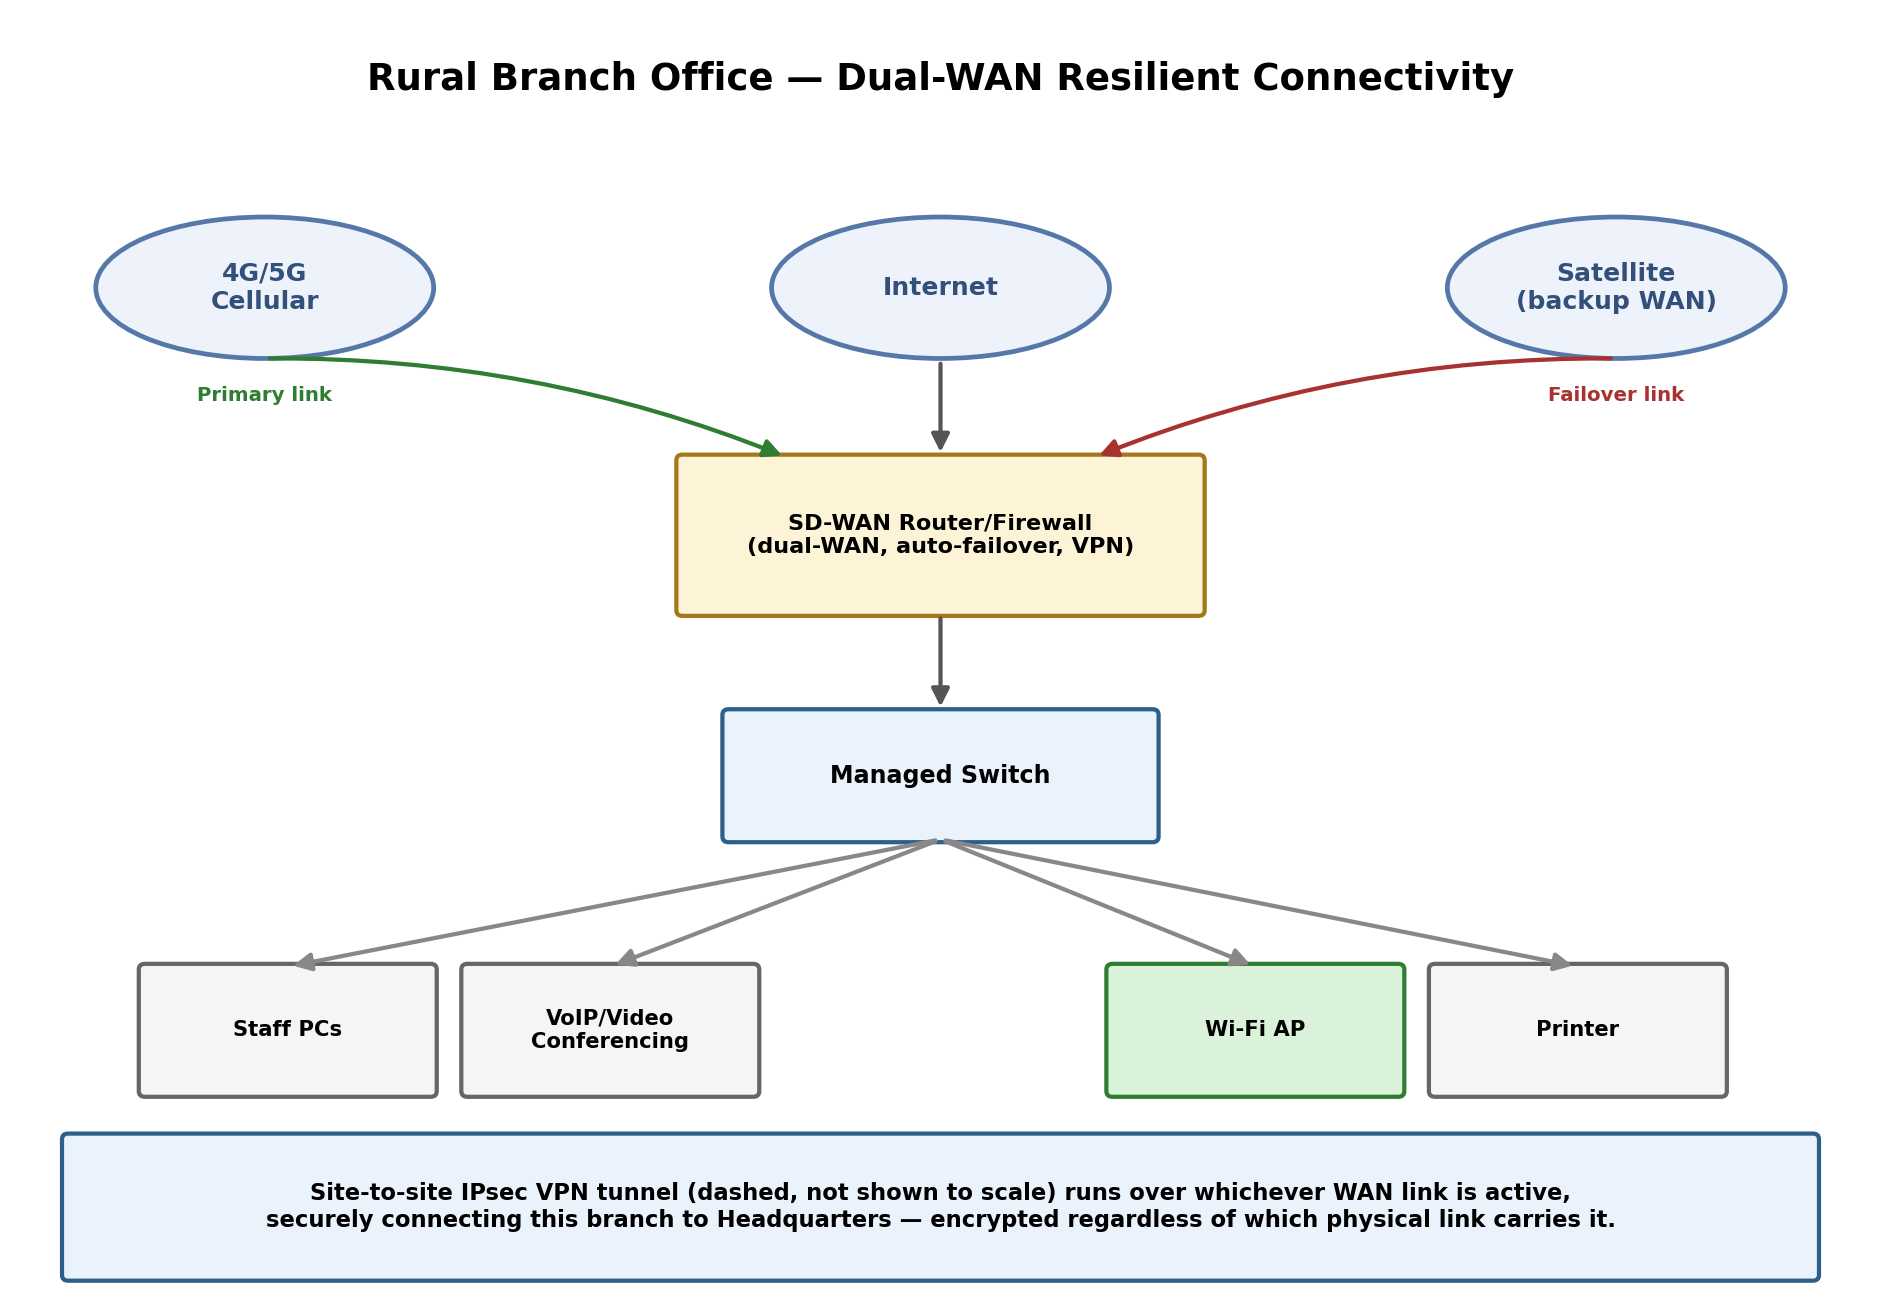 Rural Branch Office — Dual-WAN Resilient Connectivity
4G/5G
Cellular
Internet
Satellite
(backup WAN)
Primary link
Failover link
SD-WAN Router/Firewall
(dual-WAN, auto-failover, VPN)
Managed Switch
Staff PCs
VoIP/Video
Conferencing
Wi-Fi AP
Printer
Site-to-site IPsec VPN tunnel (dashed, not shown to scale) runs over whichever WAN link is active,
securely connecting this branch to Headquarters — encrypted regardless of which physical link carries it.